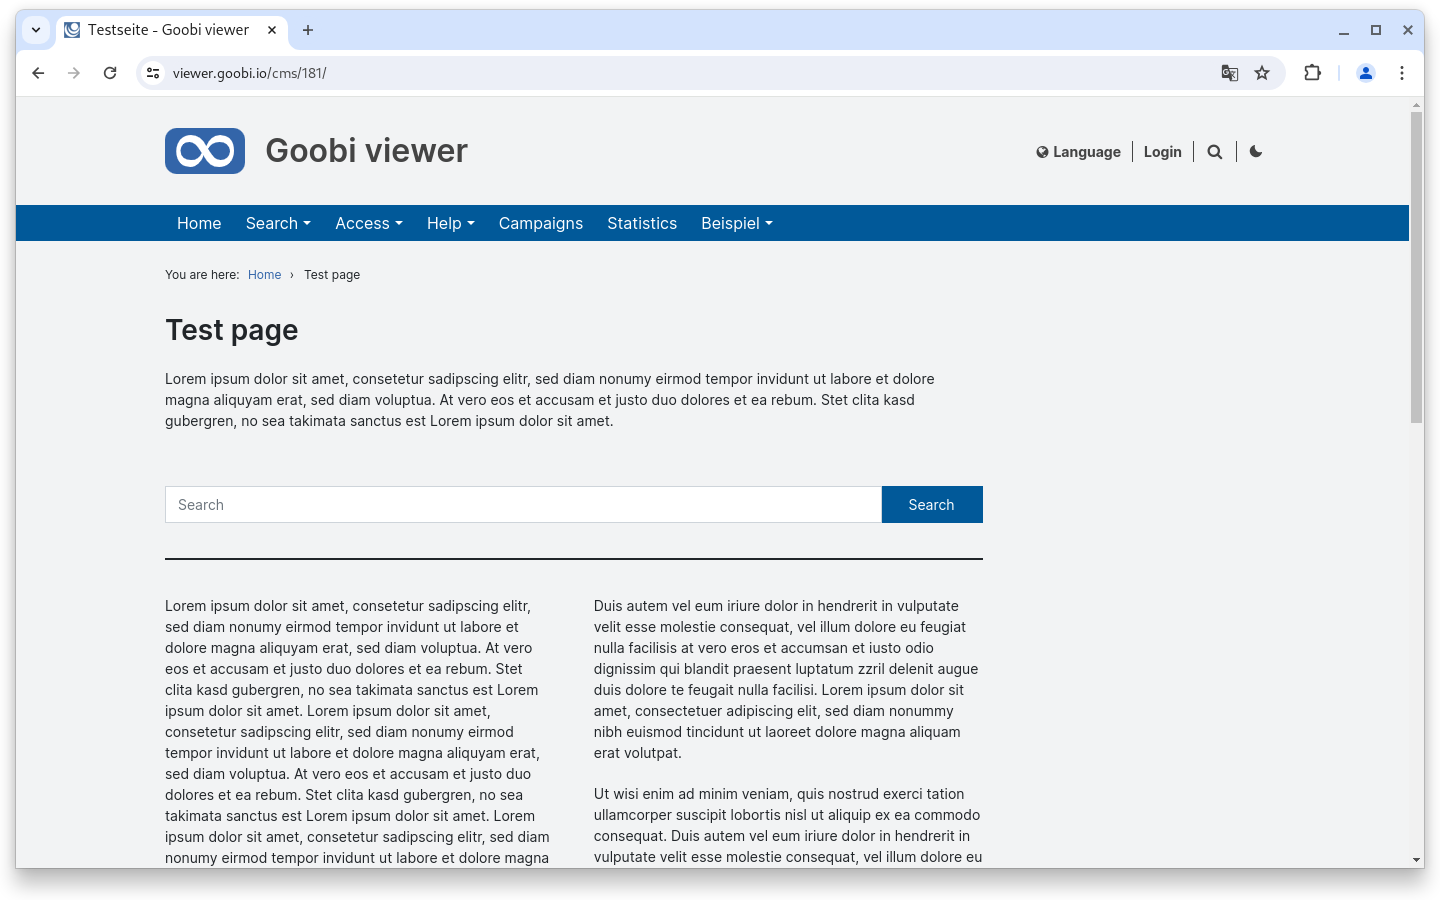 Testseite - Goobi viewer
viewer.goobi.io/cms/181/
Goobi viewer
Language Login
Home Search Access Help Campaigns Statistics Beispiel
You are here: Home › Test page
Test page
Lorem ipsum dolor sit amet, consetetur sadipscing elitr, sed diam nonumy eirmod tempor invidunt ut labore et dolore
magna aliquyam erat, sed diam voluptua. At vero eos et accusam et justo duo dolores et ea rebum. Stet clita kasd
gubergren, no sea takimata sanctus est Lorem ipsum dolor sit amet.
Search Search
Lorem ipsum dolor sit amet, consetetur sadipscing elitr,
sed diam nonumy eirmod tempor invidunt ut labore et
dolore magna aliquyam erat, sed diam voluptua. At vero
eos et accusam et justo duo dolores et ea rebum. Stet
clita kasd gubergren, no sea takimata sanctus est Lorem
ipsum dolor sit amet. Lorem ipsum dolor sit amet,
consetetur sadipscing elitr, sed diam nonumy eirmod
tempor invidunt ut labore et dolore magna aliquyam erat,
sed diam voluptua. At vero eos et accusam et justo duo
dolores et ea rebum. Stet clita kasd gubergren, no sea
takimata sanctus est Lorem ipsum dolor sit amet. Lorem
ipsum dolor sit amet, consetetur sadipscing elitr, sed diam
nonumy eirmod tempor invidunt ut labore et dolore magna
Duis autem vel eum iriure dolor in hendrerit in vulputate
velit esse molestie consequat, vel illum dolore eu feugiat
nulla facilisis at vero eros et accumsan et iusto odio
dignissim qui blandit praesent luptatum zzril delenit augue
duis dolore te feugait nulla facilisi. Lorem ipsum dolor sit
amet, consectetuer adipiscing elit, sed diam nonummy
nibh euismod tincidunt ut laoreet dolore magna aliquam
erat volutpat.
Ut wisi enim ad minim veniam, quis nostrud exerci tation
ullamcorper suscipit lobortis nisl ut aliquip ex ea commodo
consequat. Duis autem vel eum iriure dolor in hendrerit in
vulputate velit esse molestie consequat, vel illum dolore eu